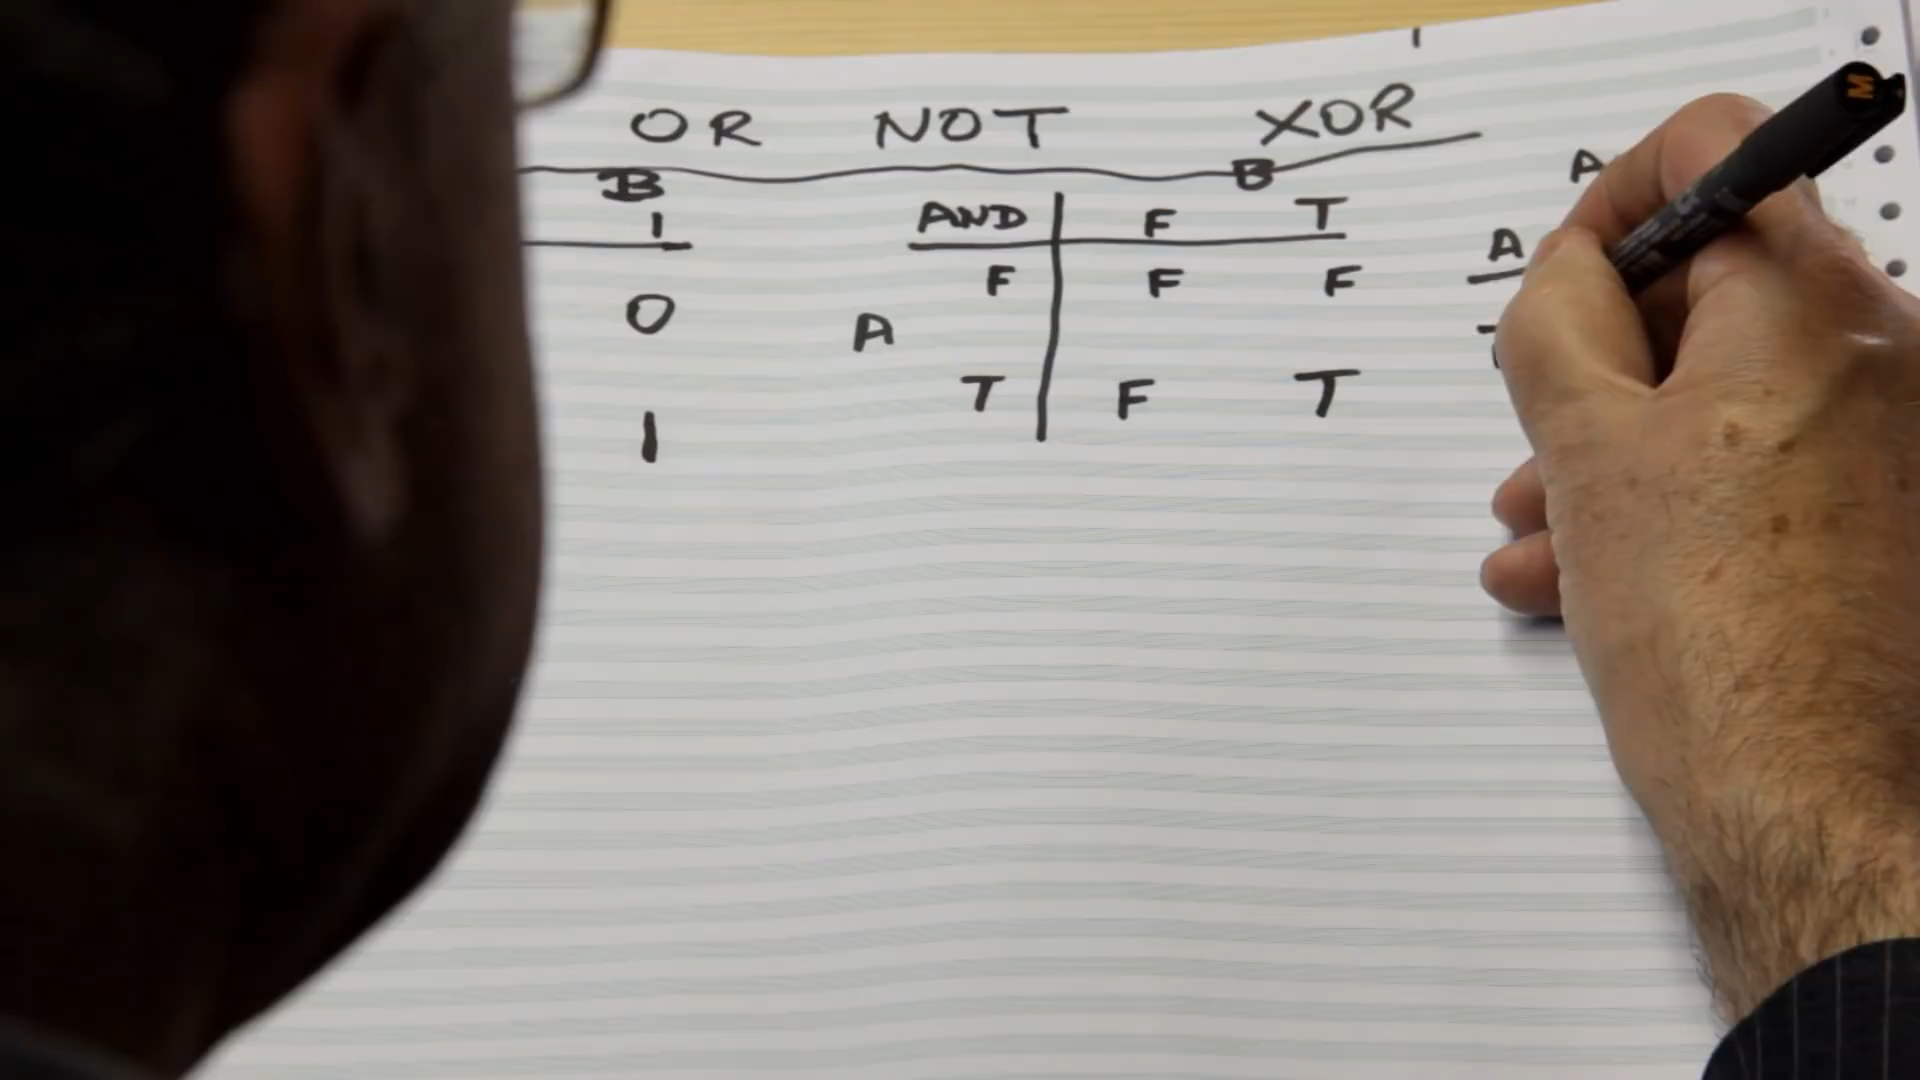 OR NOT XOR
B B
1 AND F T A
F F F
0 A
T F T
1
M